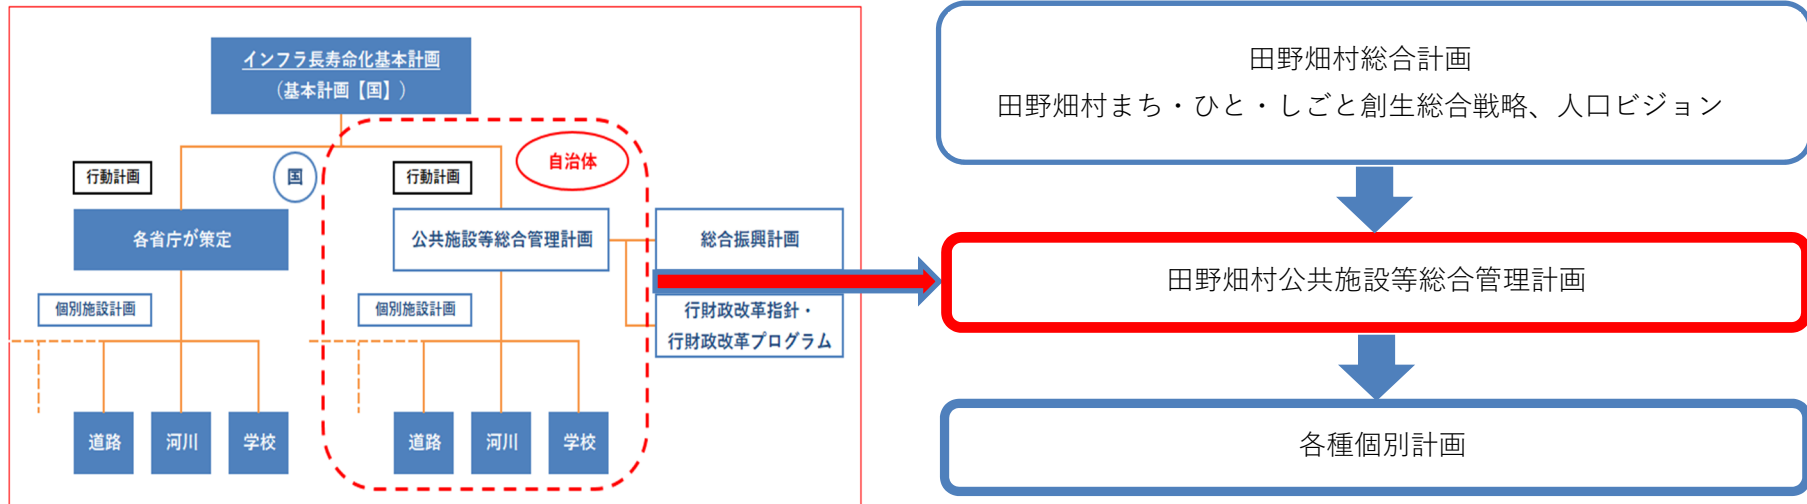 インフラ長寿命化基本計画
（基本計画【国】）
国
自治体
行動計画
行動計画
各省庁が策定
公共施設等総合管理計画
総合振興計画
個別施設計画
個別施設計画
行財政改革指針・
行財政改革プログラム
道路
河川
学校
道路
河川
学校
田野畑村総合計画
田野畑村まち・ひと・しごと創生総合戦略、人口ビジョン
田野畑村公共施設等総合管理計画
各種個別計画